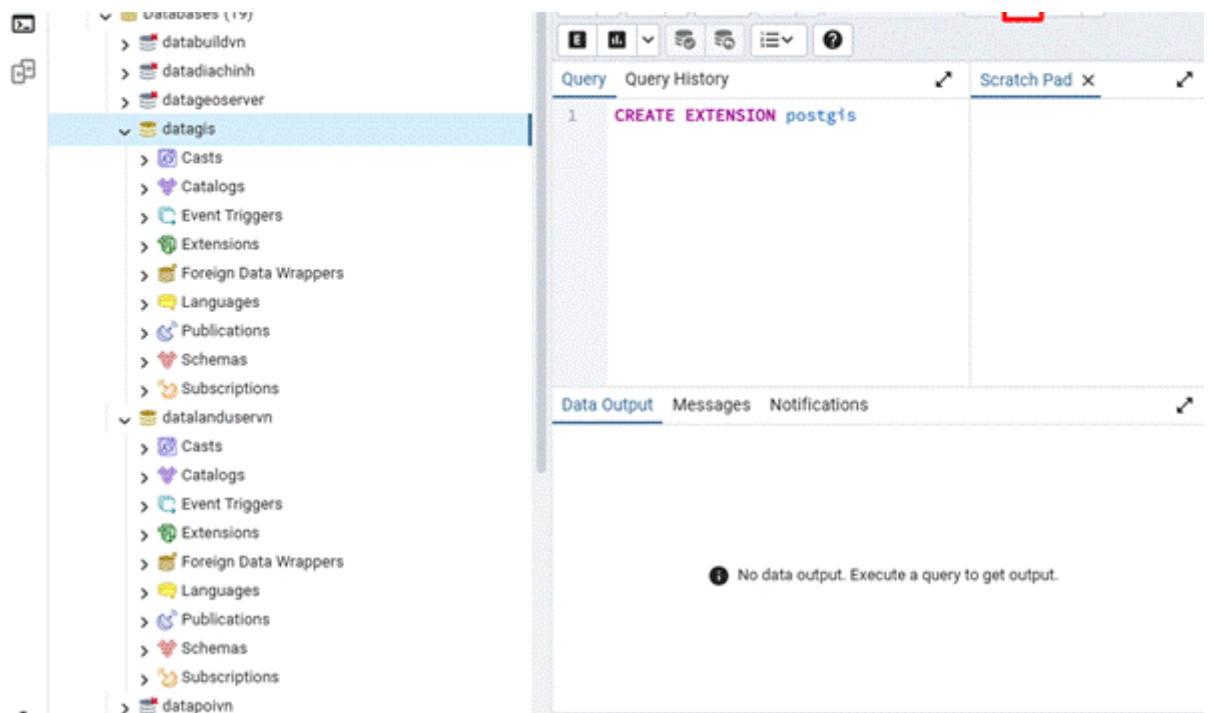 Databases (19)
databuildvn
datadiachinh
datageoserver
datagis
Casts
Catalogs
Event Triggers
Extensions
Foreign Data Wrappers
Languages
Publications
Schemas
Subscriptions
datalanduservn
Casts
Catalogs
Event Triggers
Extensions
Foreign Data Wrappers
Languages
Publications
Schemas
Subscriptions
datapoivn
E
Query Query History
Scratch Pad
1 CREATE EXTENSION postgis
Data Output Messages Notifications
No data output. Execute a query to get output.